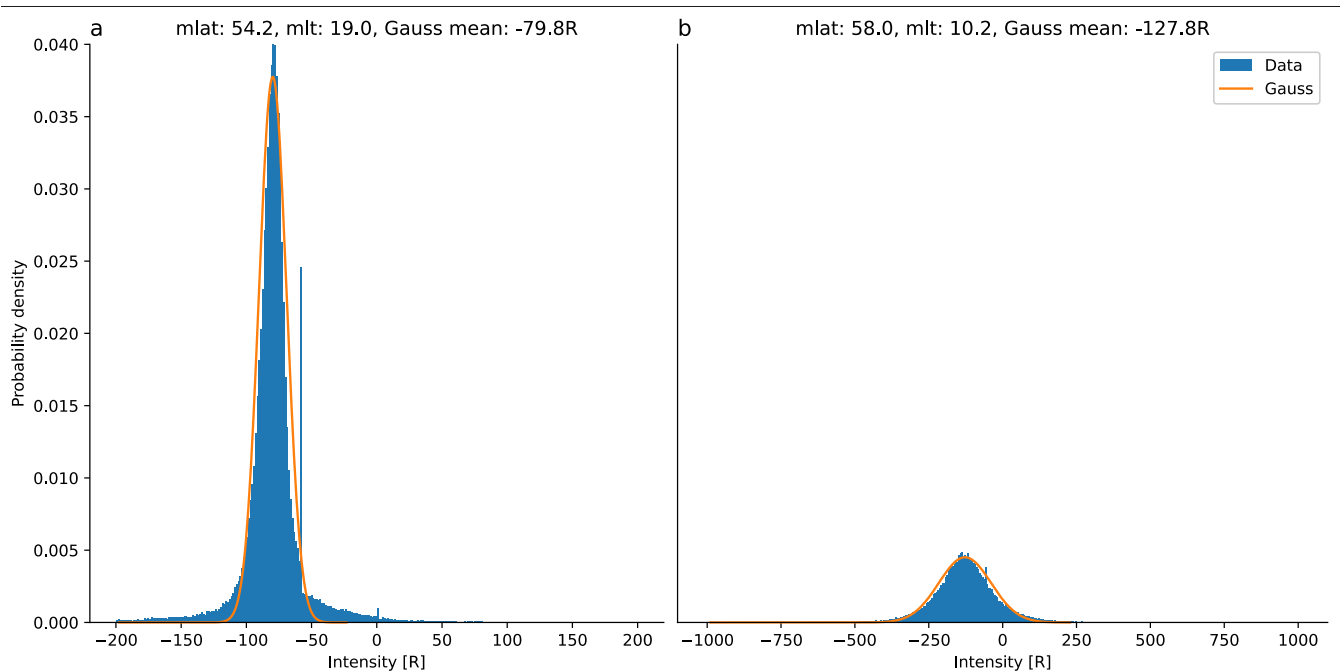 a
mlat: 54.2, mlt: 19.0, Gauss mean: -79.8R
b
mlat: 58.0, mlt: 10.2, Gauss mean: -127.8R
Data
Gauss
Probability density
0.040
0.035
0.030
0.025
0.020
0.015
0.010
0.005
0.000
−200 −150 −100 −50 0 50 100 150 200
−1000 −750 −500 −250 0 250 500 750 1000
Intensity [R]
Intensity [R]